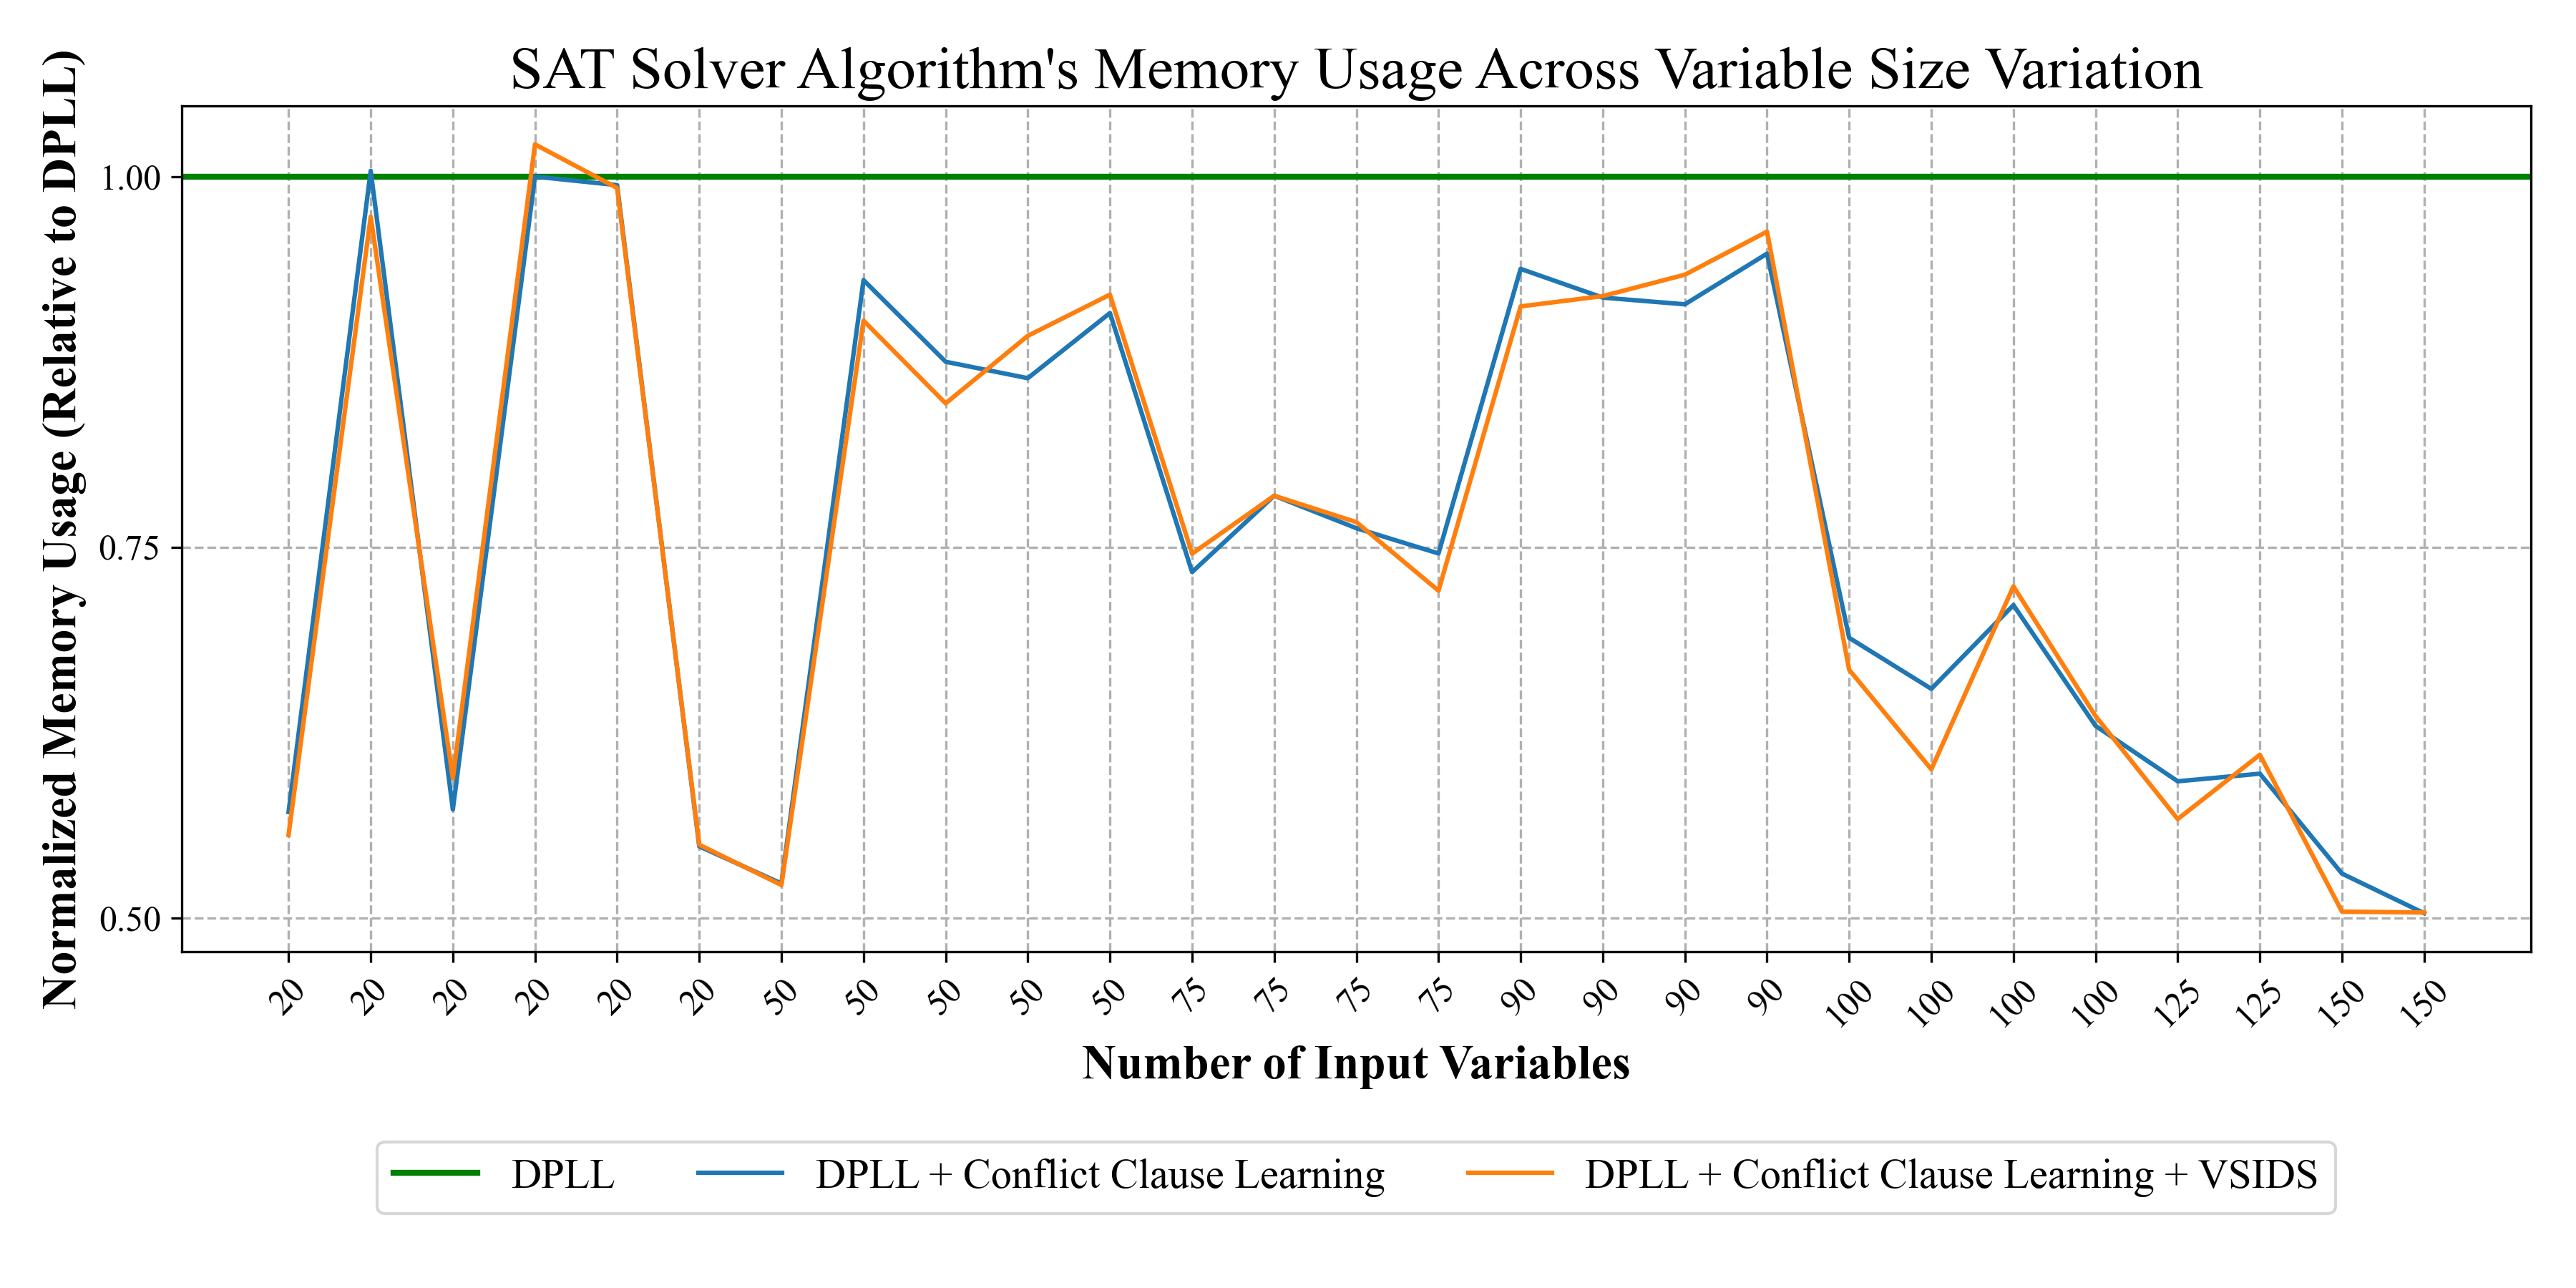 SAT Solver Algorithm's Memory Usage Across Variable Size Variation
Normalized Memory Usage (Relative to DPLL)
1.00
0.75
0.50
20 20 20 20 20 20 50 50 50 50 50 75 75 75 75 90 90 90 90 100 100 100 100 125 125 150 150
Number of Input Variables
DPLL DPLL + Conflict Clause Learning DPLL + Conflict Clause Learning + VSIDS